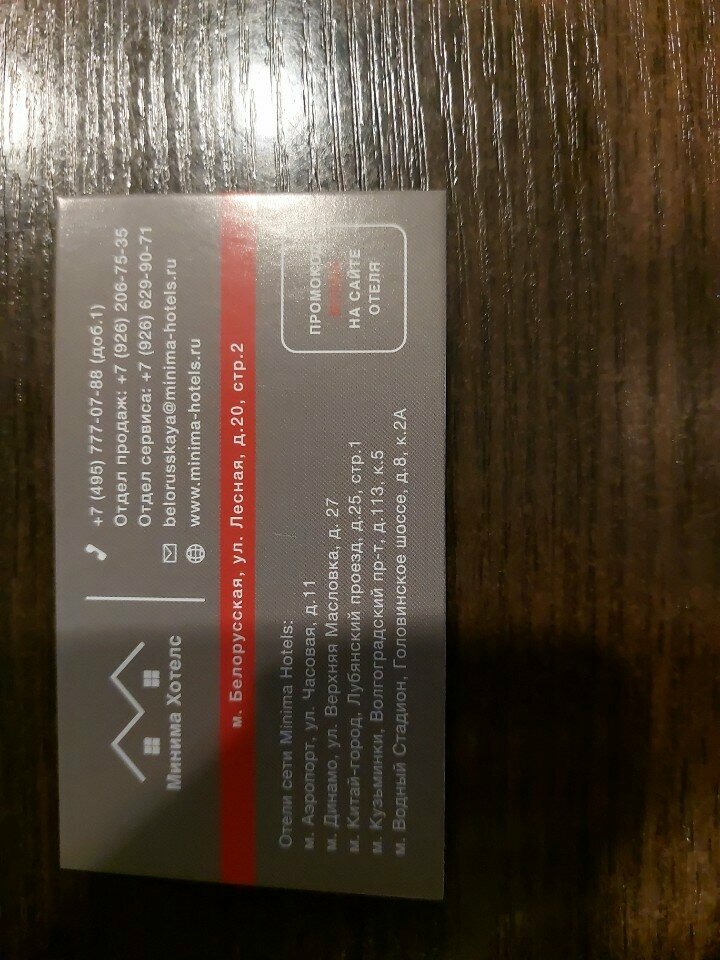 Минима Хотелс
+7 (495) 777-07-88 (доб.1)
Отдел продаж: +7 (926) 206-75-35
Отдел сервиса: +7 (926) 629-90-71
belorusskaya@minima-hotels.ru
www.minima-hotels.ru
м. Белорусская, ул. Лесная, д.20, стр.2
Отели сети Minima Hotels:
м. Аэропорт, ул. Часовая, д.11
м. Динамо, ул. Верхняя Масловка, д. 27
м. Китай-город, Лубянский проезд, д.25, стр.1
м. Кузьминки, Волгоградский пр-т, д.113, к.5
м. Водный Стадион, Головинское шоссе, д.8, к.2А
ПРОМОКОД
НА САЙТЕ
ОТЕЛЯ